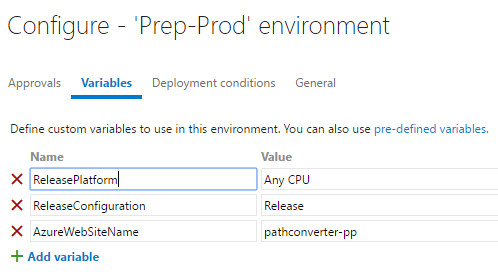 Configure - 'Prep-Prod' environment
Approvals Variables Deployment conditions General
Define custom variables to use in this environment. You can also use pre-defined variables.
Name Value
ReleasePlatform Any CPU
ReleaseConfiguration Release
AzureWebSiteName pathconverter-pp
Add variable